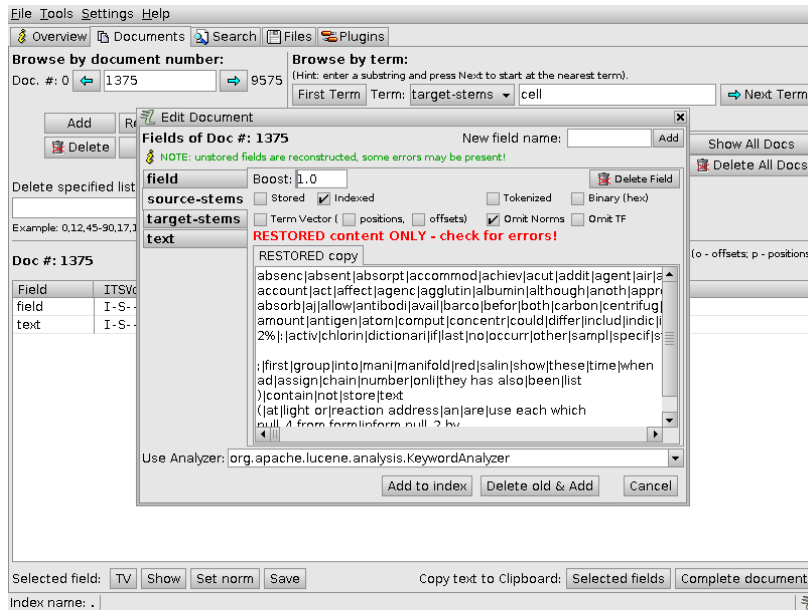 File Tools Settings Help
Overview Documents Search Files Plugins
Browse by document number: Browse by term:
Doc. #: 0 1375 9575 (Hint: enter a substring and press Next to start at the nearest term).
First Term Term: target-stems cell Next Term
Add
Delete
Show All Docs
Delete All Docs
Delete specified list
Example: 0,12,45-90,17,1
Doc #: 1375
(o - offsets; p - positions
Field ITSV
field I-S--
text I-S--
Edit Document
Fields of Doc #: 1375 New field name: Add
NOTE: unstored fields are reconstructed, some errors may be present!
field
source-stems
target-stems
text
Boost: 1.0 Delete Field
Stored Indexed Tokenized Binary (hex)
Term Vector ( positions, offsets) Omit Norms Omit TF
RESTORED content ONLY - check for errors!
RESTORED copy
absenc|absent|absorpt|accommod|achiev|acut|addit|agent|air|a
account|act|affect|agenc|agglutin|albumin|although|anoth|appr
absorb|aj|allow|antibodi|avail|barco|befor|both|carbon|centrifug|
amount|antigen|atom|comput|concentr|could|differ|includ|indic|i
2%|:|activ|chlorin|dictionari|if|last|no|occurr|other|sampl|specif|s
;|first|group|into|mani|manifold|red|salin|show|these|time|when
ad|assign|chain|number|onli|they has also|been|list
)|contain|not|store|text
(|at|light or|reaction address|an|are|use each which
null_4 from form|inform null_2 by
Use Analyzer: org.apache.lucene.analysis.KeywordAnalyzer
Add to index Delete old & Add Cancel
Selected field: TV Show Set norm Save Copy text to Clipboard: Selected fields Complete document
Index name: .